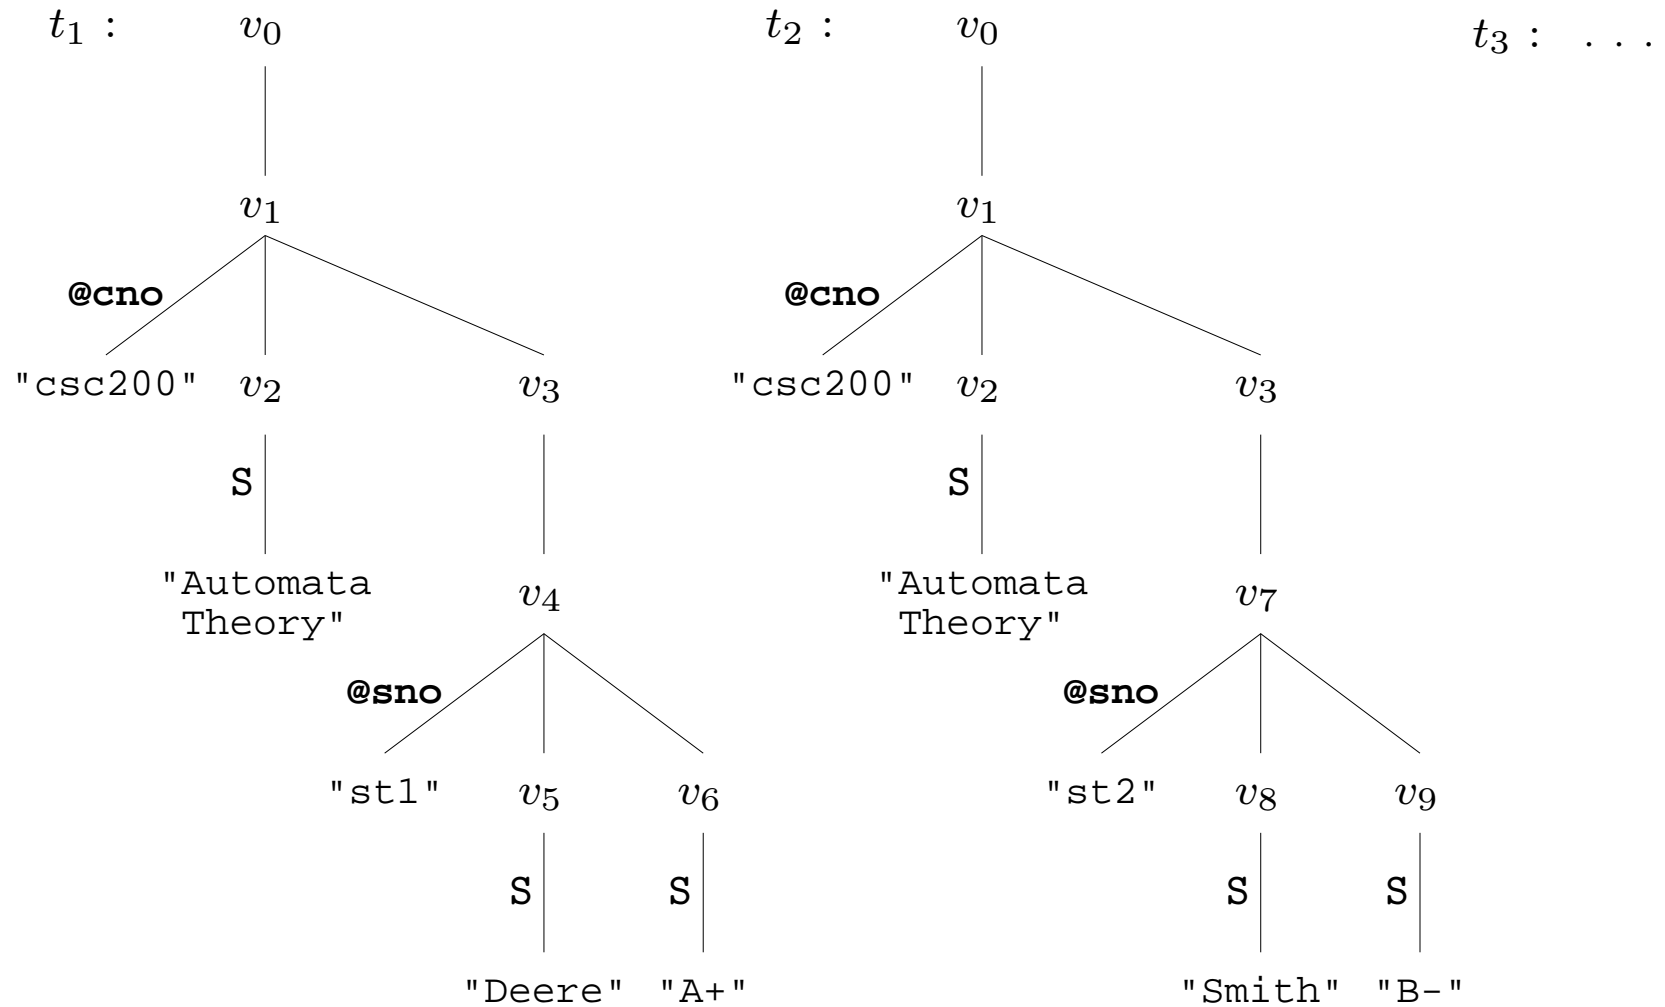 t₁ : v₀ t₂ : v₀ t₃ : . . .
v₁ v₁
@cno @cno
"csc200" v₂ v₃ "csc200" v₂ v₃
S S
"Automata Theory" v₄ "Automata Theory" v₇
@sno @sno
"st1" v₅ v₆ "st2" v₈ v₉
S S S S
"Deere" "A+" "Smith" "B-"